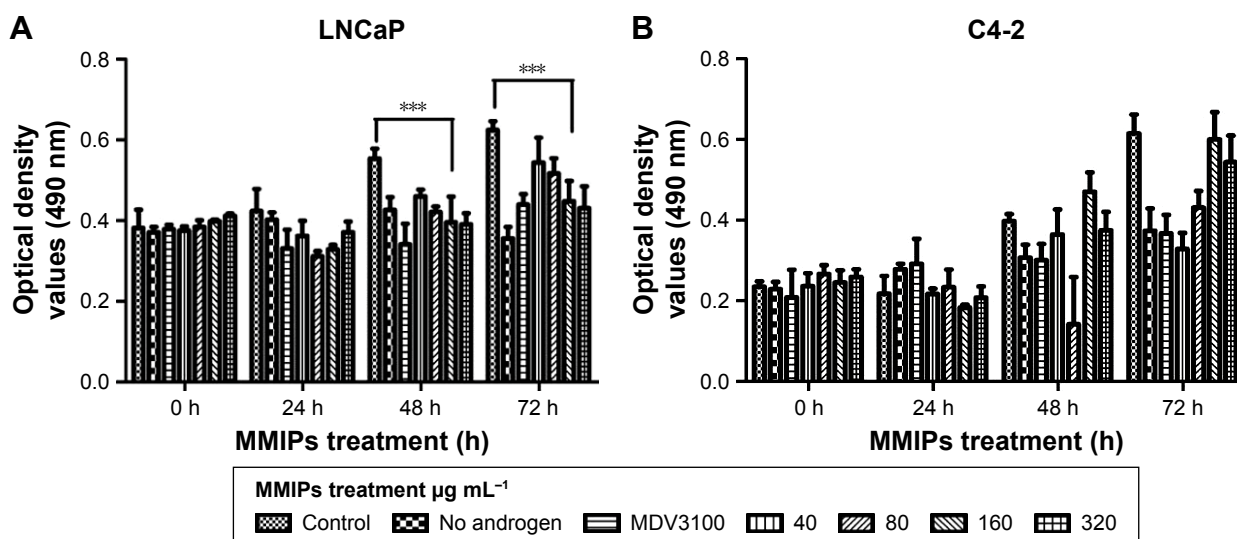 A
LNCaP
Optical density
values (490 nm)
0.8
0.6
0.4
0.2
0.0
***
***
0 h
24 h
48 h
72 h
MMIPs treatment (h)
B
C4-2
Optical density
values (490 nm)
0.8
0.6
0.4
0.2
0.0
0 h
24 h
48 h
72 h
MMIPs treatment (h)
MMIPs treatment µg mL⁻¹
Control No androgen MDV3100 40 80 160 320